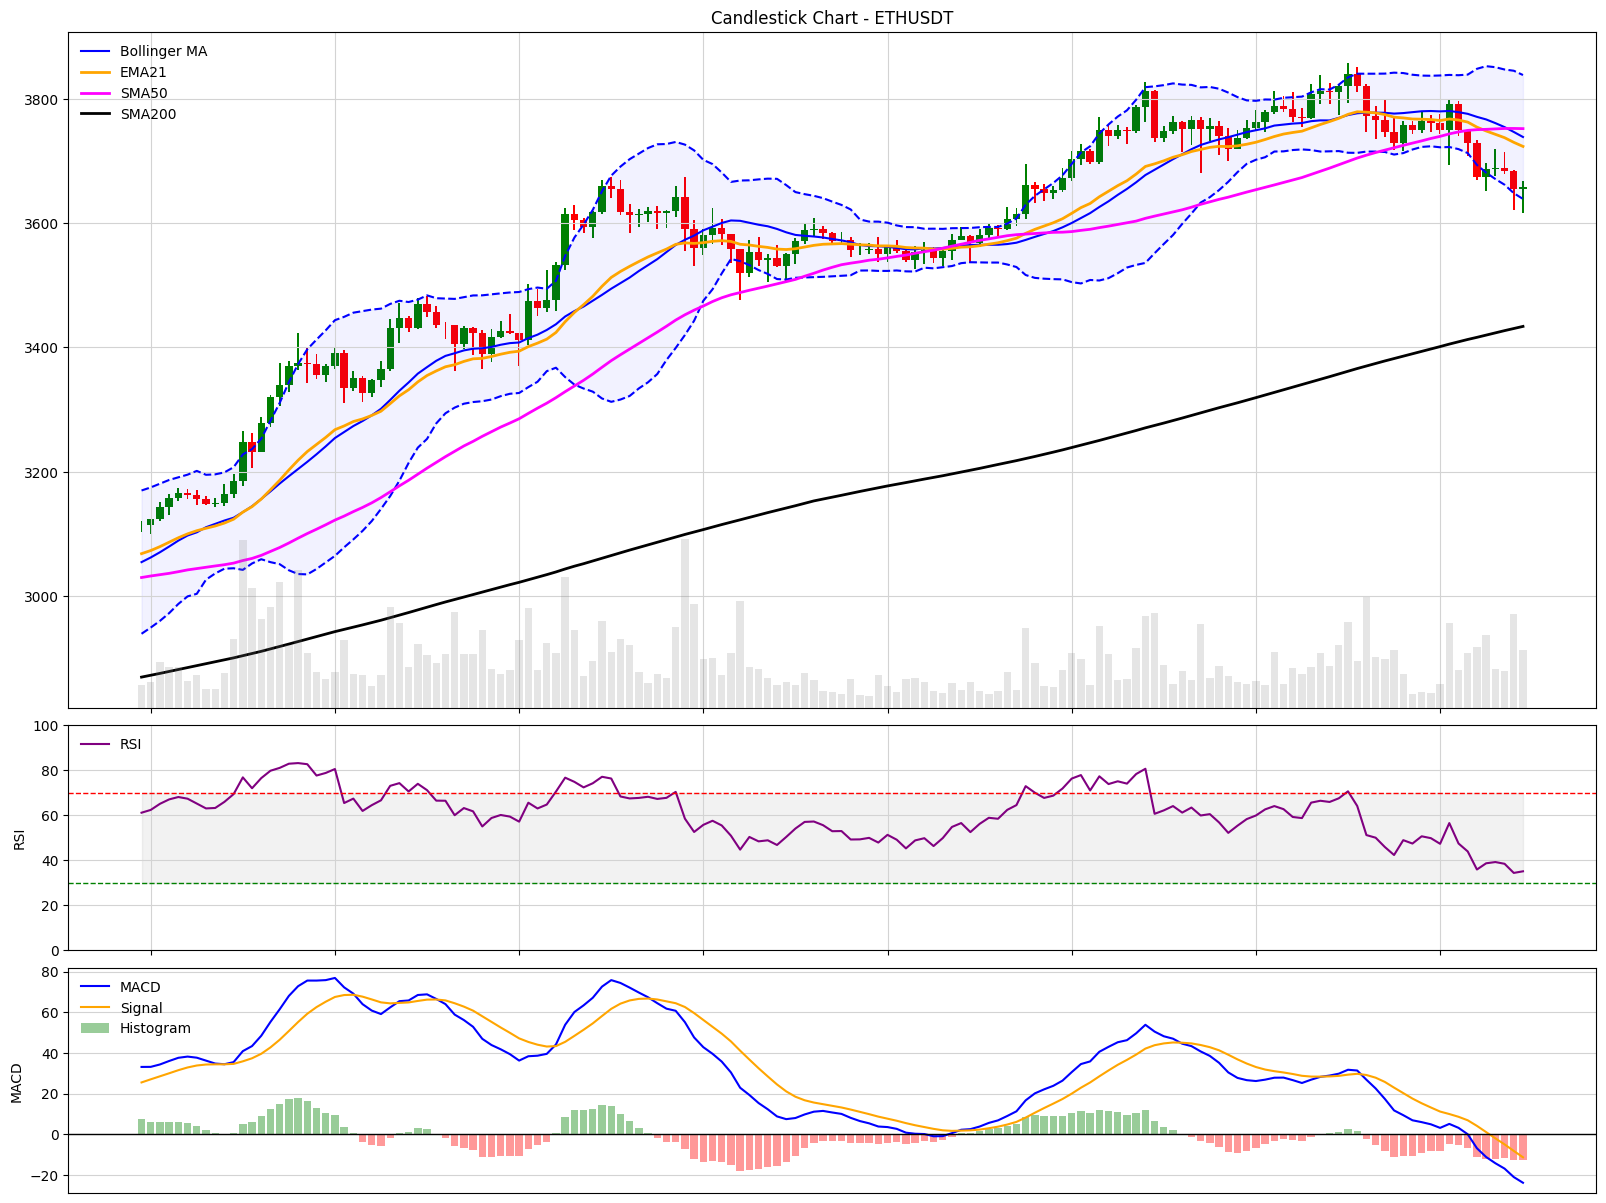 Candlestick Chart - ETHUSDT
Bollinger MA
EMA21
SMA50
SMA200
3800
3600
3400
3200
3000
100
80
60
40
20
0
RSI
RSI
80
60
40
20
0
−20
MACD
MACD
Signal
Histogram